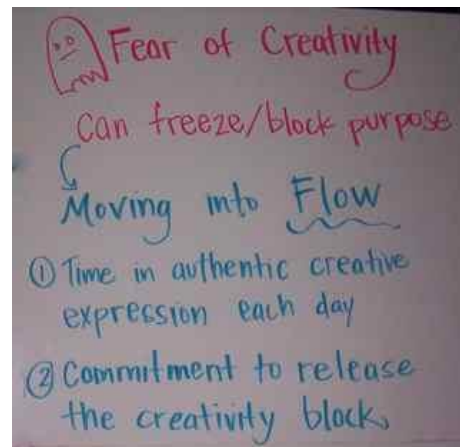 Fear of Creativity
Can freeze/block purpose
Moving into Flow
① Time in authentic creative
expression each day
② Commitment to release
the creativity block.